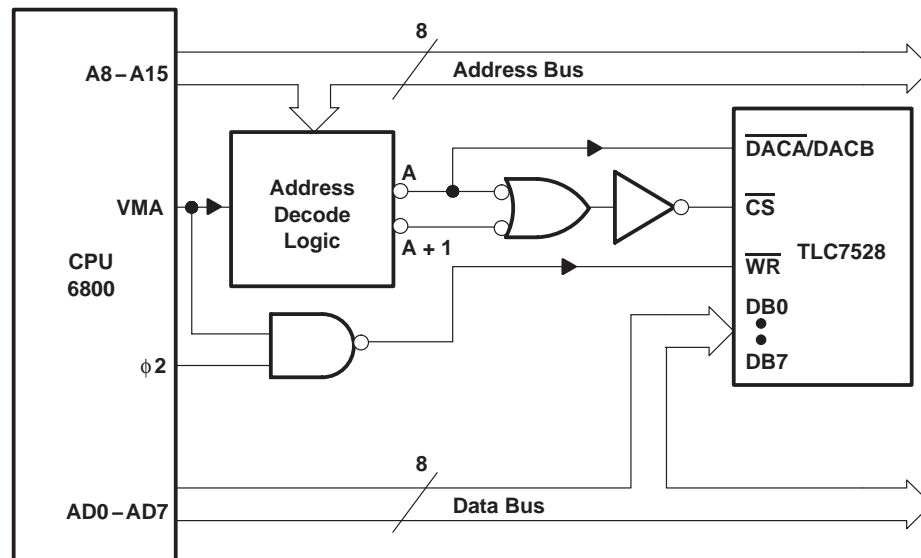 8
A8–A15
Address Bus
A
DACA/DACB
Address
Decode
Logic
VMA
CS
A + 1
CPU
6800
TLC7528
WR
DB0
DB7
ϕ2
8
AD0–AD7
Data Bus